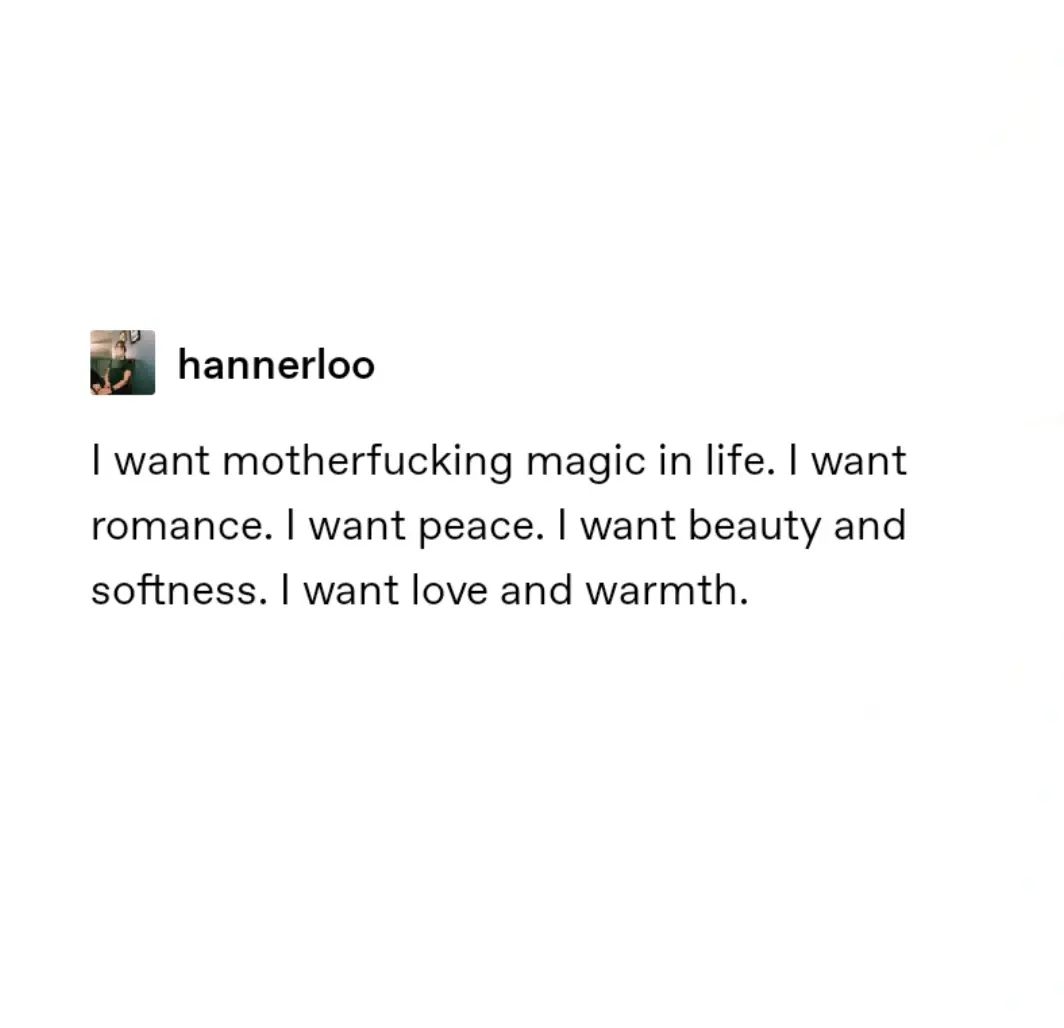 hannerloo
I want motherfucking magic in life. I want
romance. I want peace. I want beauty and
softness. I want love and warmth.